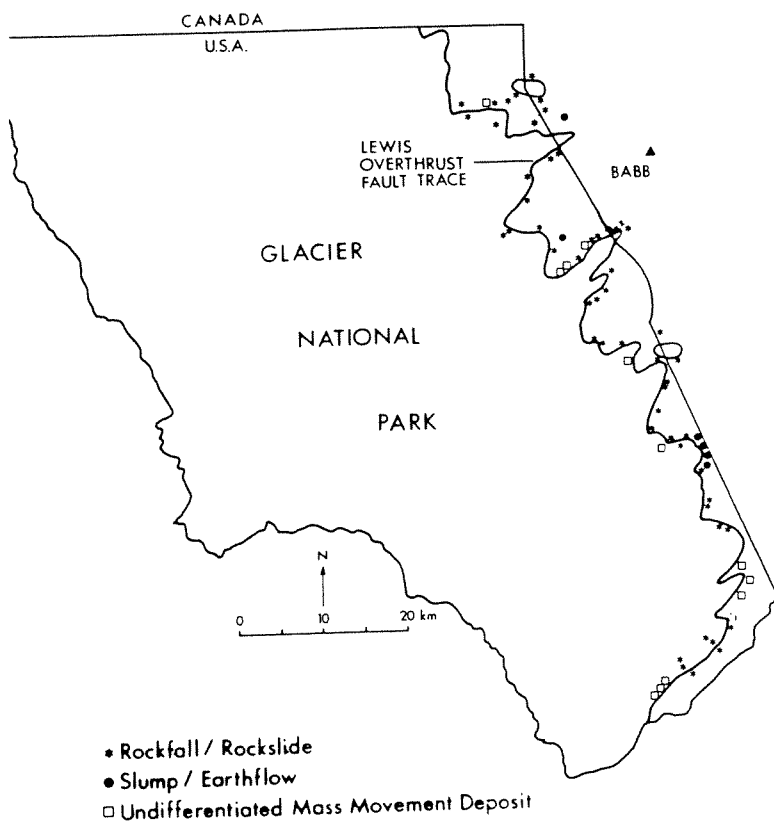 CANADA
U.S.A.
LEWIS
OVERTHRUST
FAULT TRACE
BABB
GLACIER
NATIONAL
PARK
N
0 10 20 km
Rockfall / Rockslide
Slump / Earthflow
Undifferentiated Mass Movement Deposit